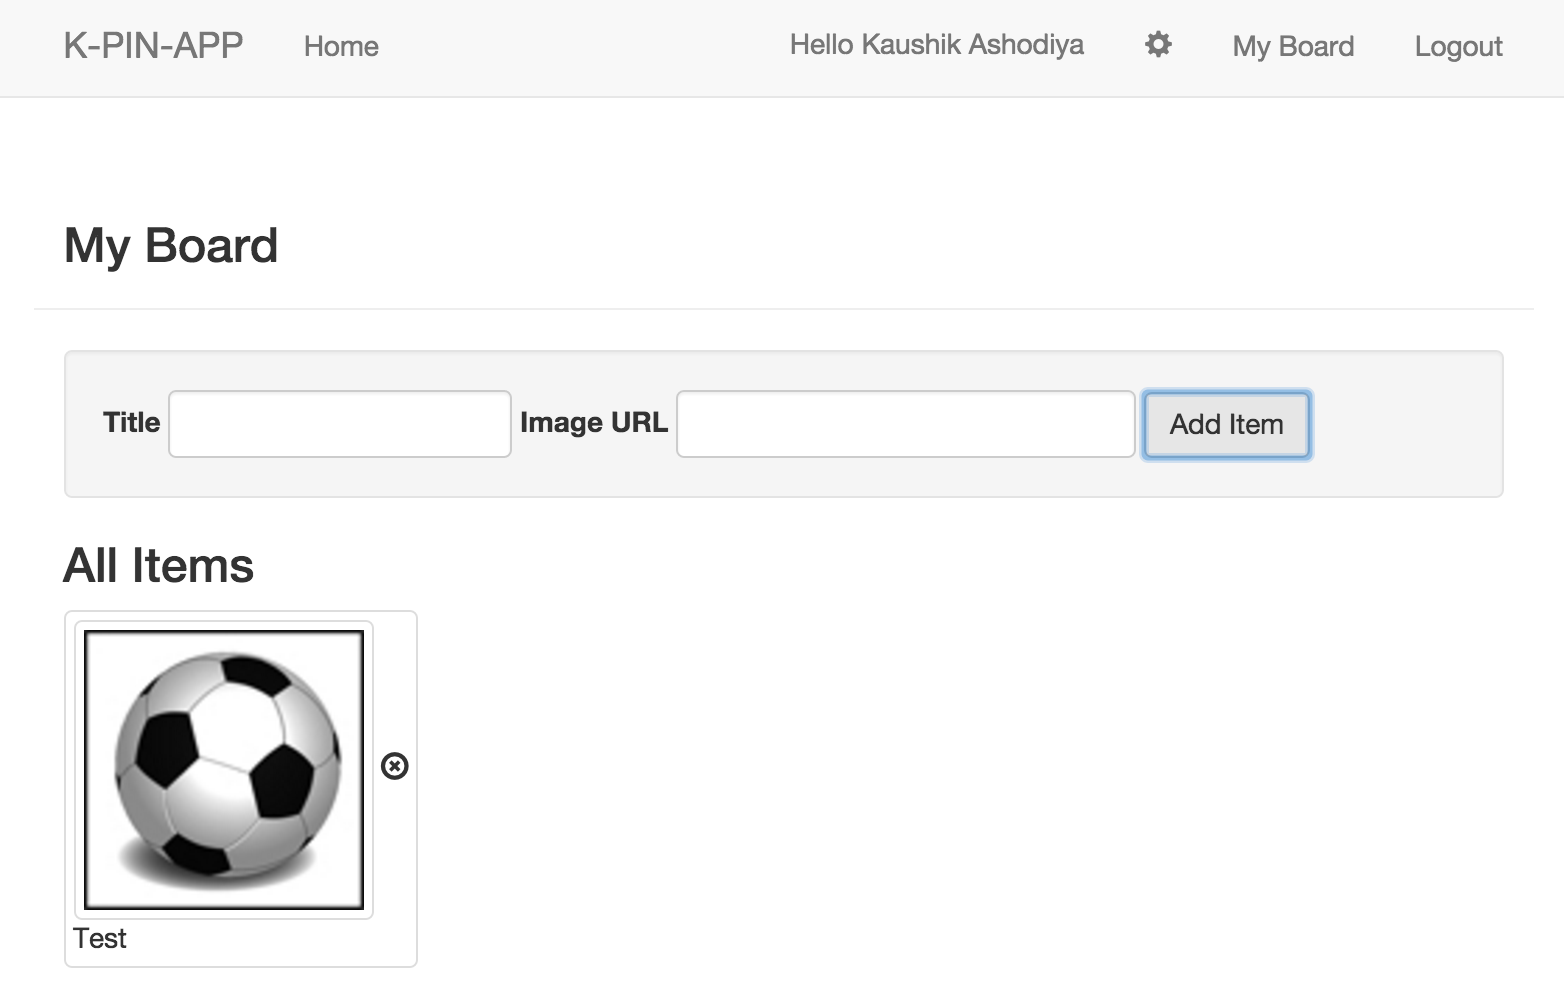 K-PIN-APP Home Hello Kaushik Ashodiya My Board Logout
My Board
Title Image URL Add Item
All Items
Test